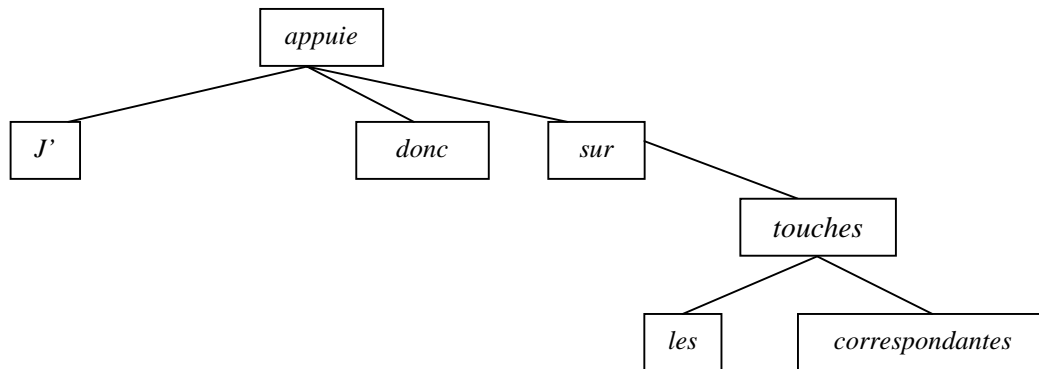 appuie
J’ donc sur
touches
les correspondantes